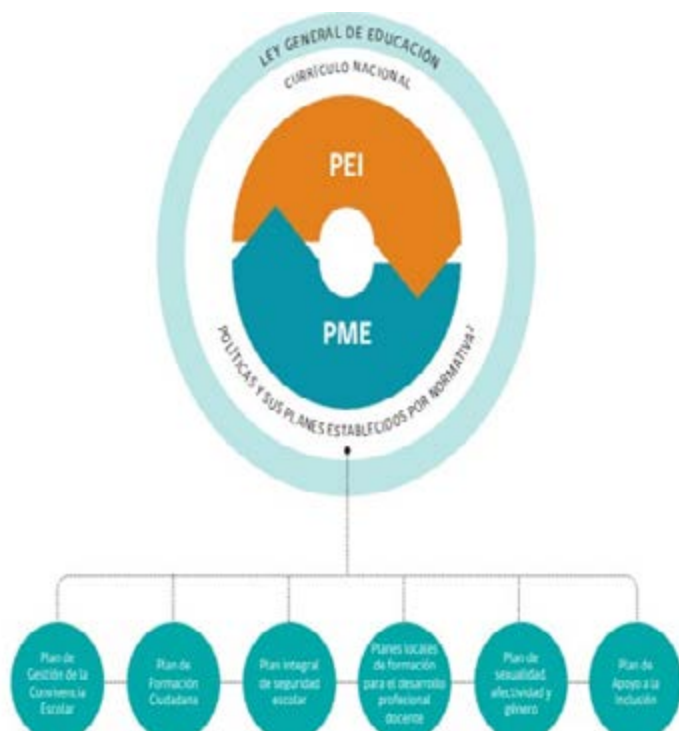 LEY GENERAL DE EDUCACIÓN
CURRÍCULO NACIONAL
PEI
PME
POLÍTICAS Y SUS PLANES ESTABLECIDOS POR NORMATIVA²
Plan de
Gestión de la
Convivencia
Escolar
Plan de
Formación
Ciudadana
Plan integral
de seguridad
escolar
Planes locales
de formación
para el desarrollo
profesional
docente
Plan de
sexualidad,
afectividad y
género
Plan de
Apoyo a la
Inclusión